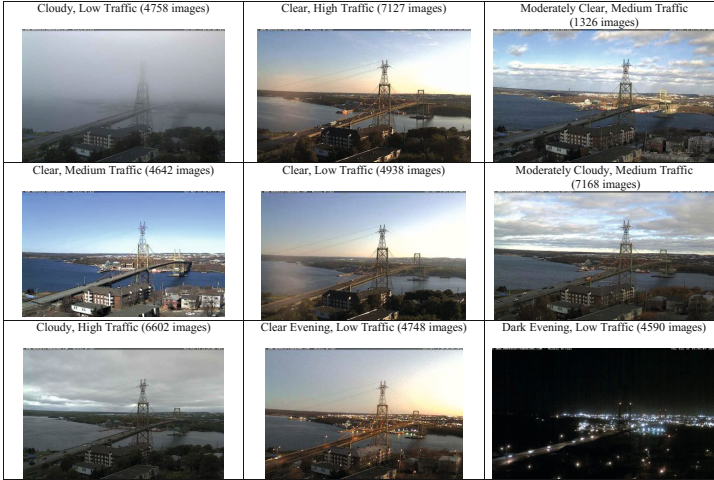 Cloudy, Low Traffic (4758 images)
Clear, High Traffic (7127 images)
Moderately Clear, Medium Traffic
(1326 images)
Clear, Medium Traffic (4642 images)
Clear, Low Traffic (4938 images)
Moderately Cloudy, Medium Traffic
(7168 images)
Cloudy, High Traffic (6602 images)
Clear Evening, Low Traffic (4748 images)
Dark Evening, Low Traffic (4590 images)